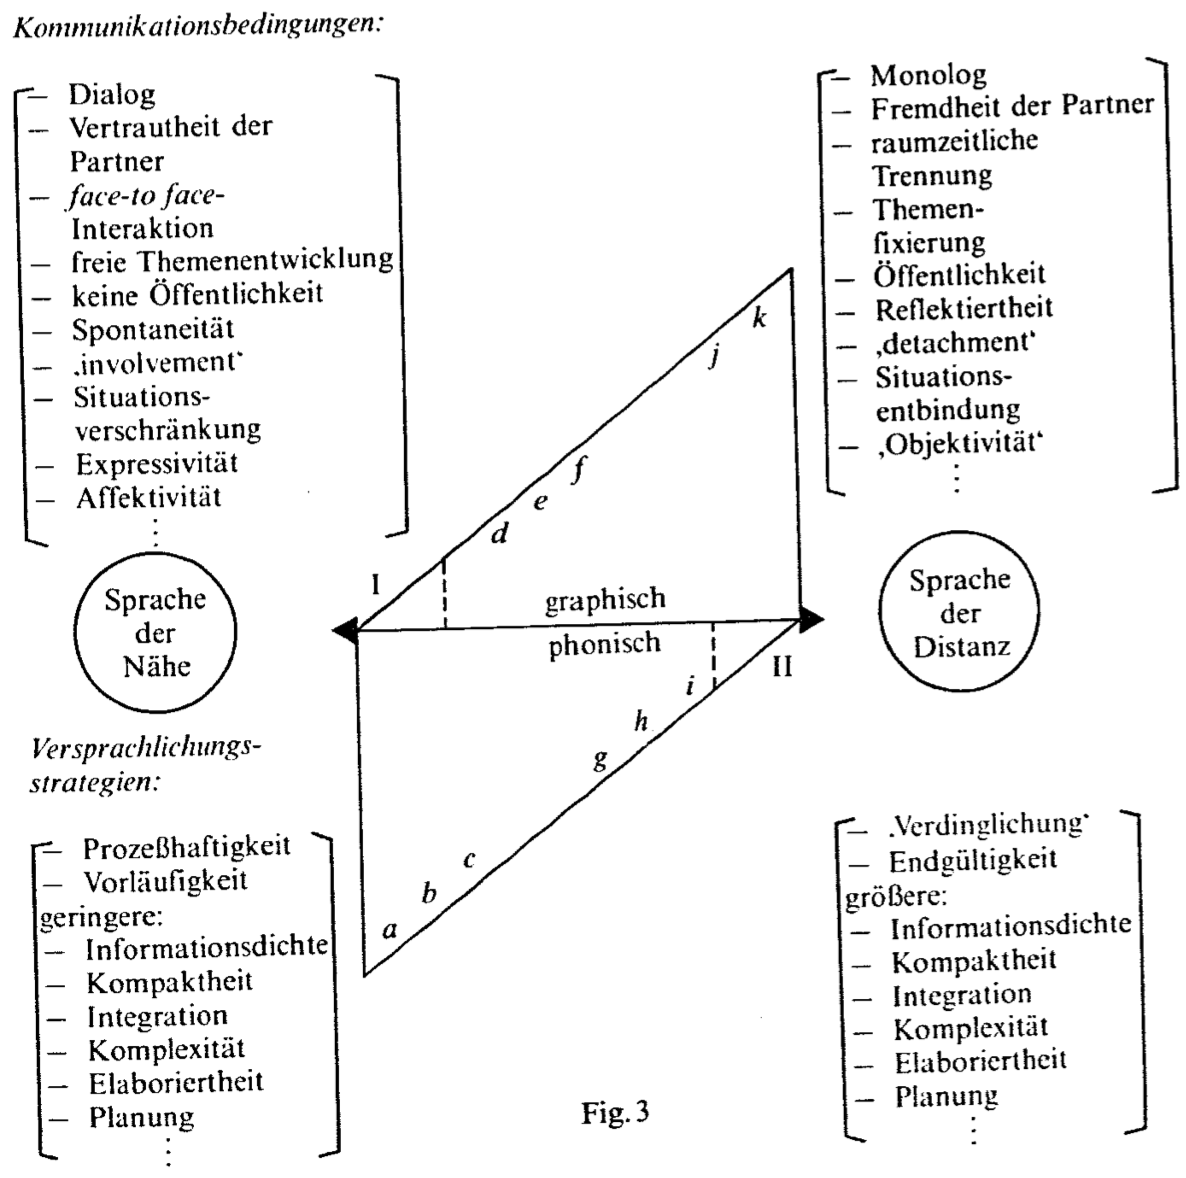 Kommunikationsbedingungen:
– Dialog
– Vertrautheit der
Partner
– face-to face-
Interaktion
– freie Themenentwicklung
– keine Öffentlichkeit
– Spontaneität
– ‚involvement‘
– Situations-
verschränkung
– Expressivität
– Affektivität
⋮
– Monolog
– Fremdheit der Partner
– raumzeitliche
Trennung
– Themen-
fixierung
– Öffentlichkeit
– Reflektiertheit
– ‚detachment‘
– Situations-
entbindung
– ‚Objektivität‘
⋮
k
j
f
e
d
I
graphisch
phonisch
II
i
h
g
c
b
a
Sprache
der
Nähe
Sprache
der
Distanz
Versprachlichungs-
strategien:
– Prozeßhaftigkeit
– Vorläufigkeit
geringere:
– Informationsdichte
– Kompaktheit
– Integration
– Komplexität
– Elaboriertheit
– Planung
⋮
– ‚Verdinglichung‘
– Endgültigkeit
größere:
– Informationsdichte
– Kompaktheit
– Integration
– Komplexität
– Elaboriertheit
– Planung
⋮
Fig. 3